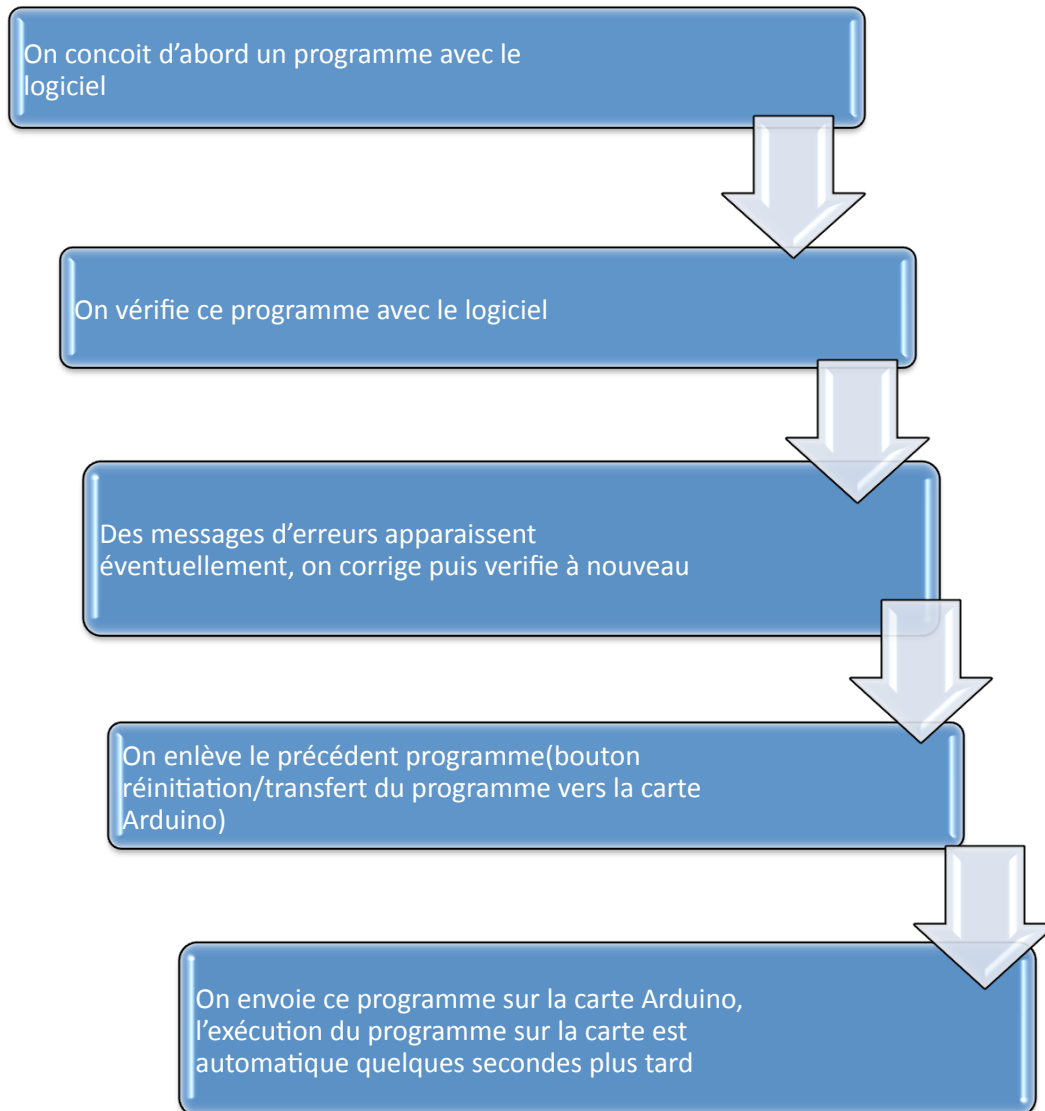 On concoit d’abord un programme avec le
logiciel
On vérifie ce programme avec le logiciel
Des messages d’erreurs apparaissent
éventuellement, on corrige puis verifie à nouveau
On enlève le précédent programme(bouton
réinitiation/transfert du programme vers la carte
Arduino)
On envoie ce programme sur la carte Arduino,
l’exécution du programme sur la carte est
automatique quelques secondes plus tard